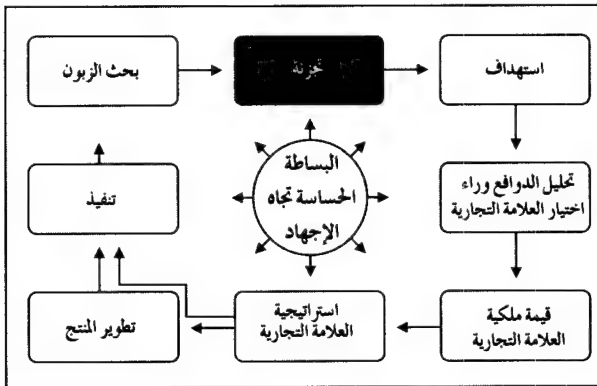 استهداف
تجزئة
بحث الزبون
البساطة
الحساسة تجاه
الإجهاد
تحليل الدوافع وراء
اختيار العلامة التجارية
تنفيذ
قيمة ملكية
العلامة التجارية
استراتيجية
العلامة التجارية
تطوير المنتج